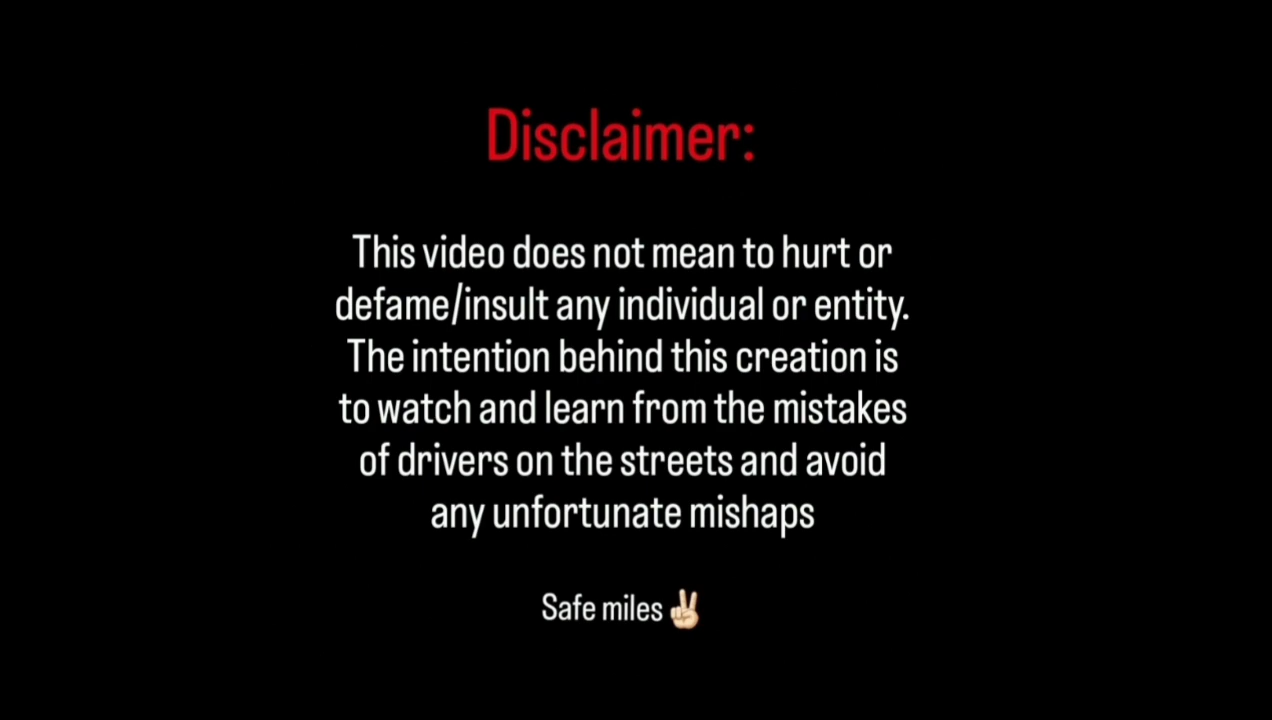 Disclaimer:
This video does not mean to hurt or
defame/insult any individual or entity.
The intention behind this creation is
to watch and learn from the mistakes
of drivers on the streets and avoid
any unfortunate mishaps
Safe miles ✌🏻